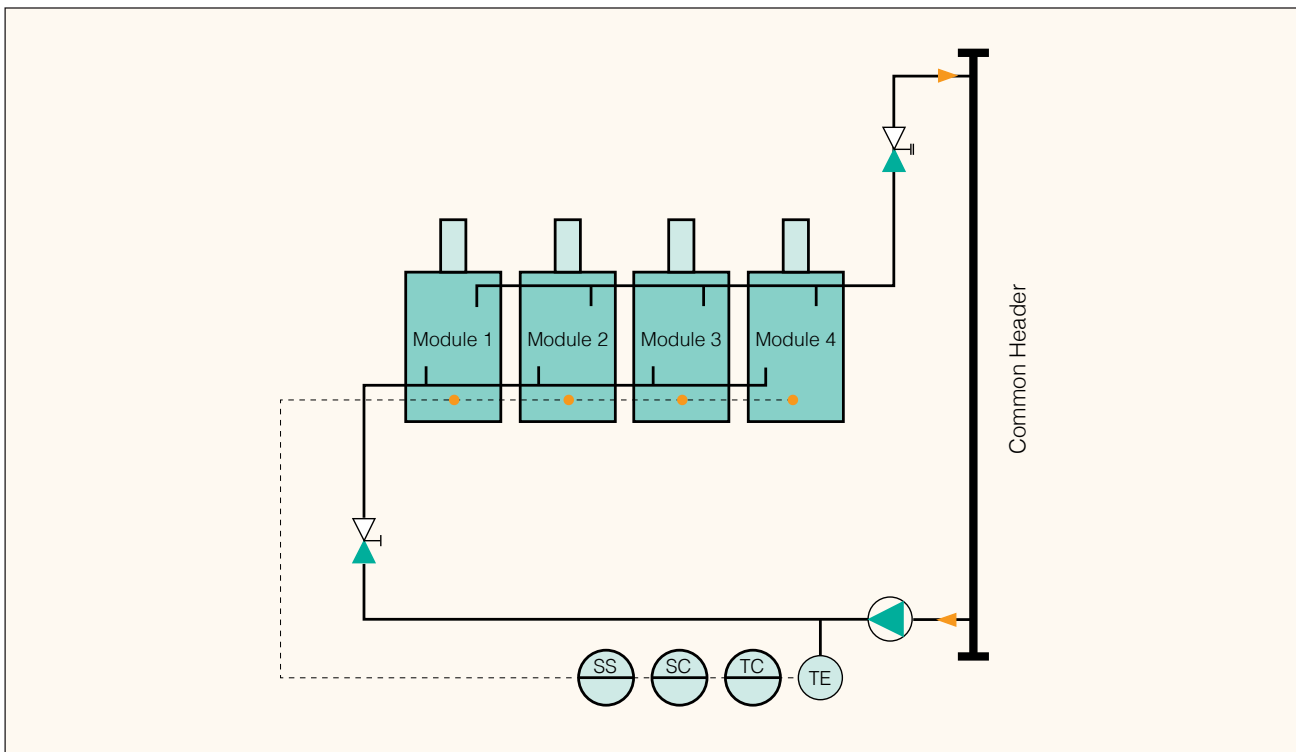 Module 1
Module 2
Module 3
Module 4
Common Header
SS
SC
TC
TE